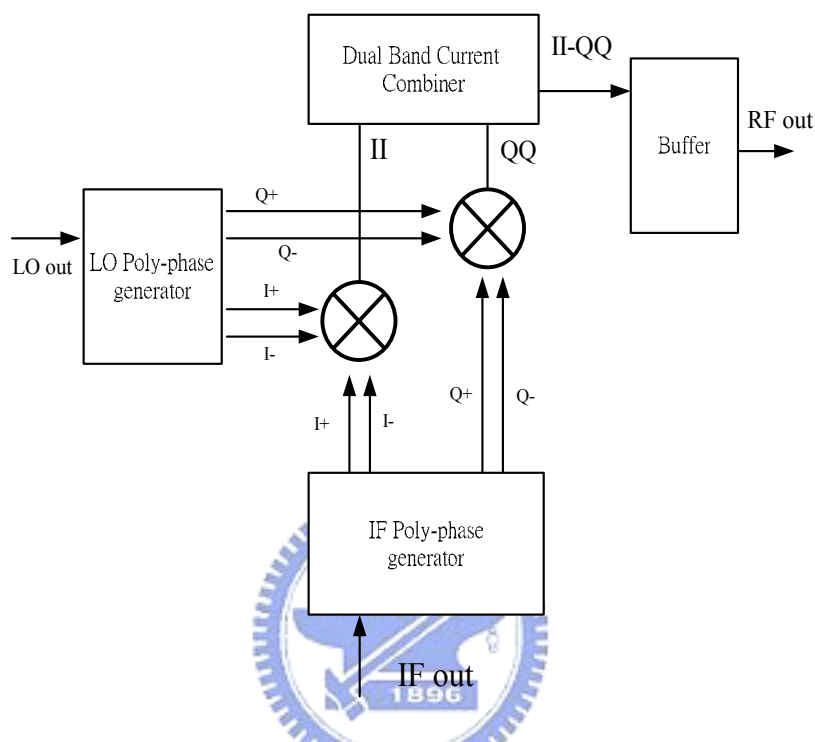 Dual Band Current
Combiner
II-QQ
Buffer
RF out
II
QQ
LO out
LO Poly-phase
generator
Q+
Q-
I+
I-
I+
I-
Q+
Q-
IF Poly-phase
generator
IF out
1896